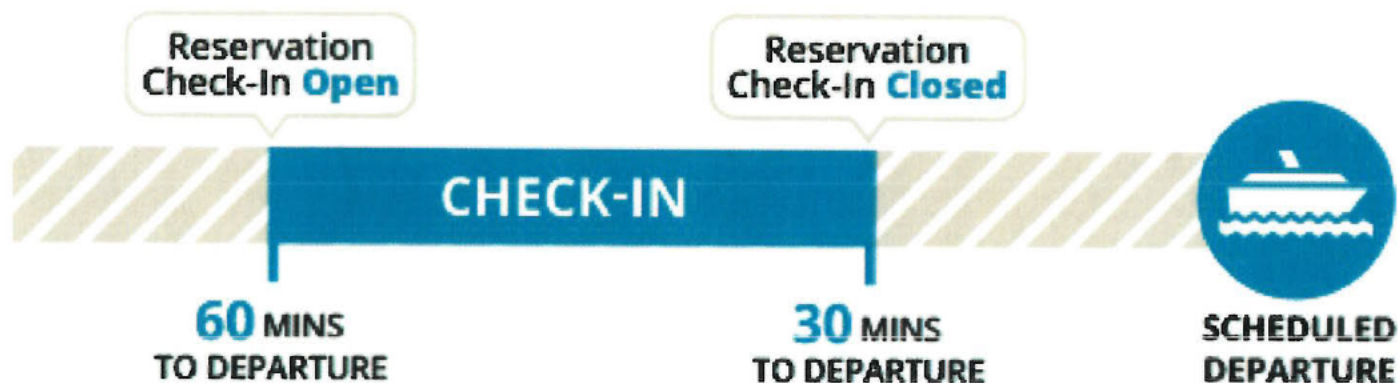 Reservation
Check-In Open
Reservation
Check-In Closed
CHECK-IN
60 MINS
TO DEPARTURE
30 MINS
TO DEPARTURE
SCHEDULED
DEPARTURE